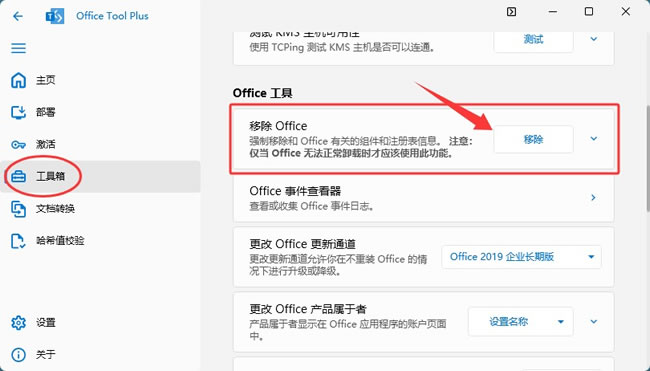 Office Tool Plus
主页
部署
激活
工具箱
文档转换
哈希值校验
设置
关于
测试 KMS 主机可用性
使用 TCPing 测试 KMS 主机是否可以连通。
测试
Office 工具
移除 Office
强制移除和 Office 有关的组件和注册表信息。 注意:
仅当 Office 无法正常卸载时才应该使用此功能。
移除
Office 事件查看器
查看或收集 Office 事件日志。
更改 Office 更新通道
更改更新通道允许你在不重装 Office 的情
况下进行升级或降级。
Office 2019 企业长期版
更改 Office 产品属于者
产品属于者显示在 Office 应用程序的账户页面
中。
设置名称